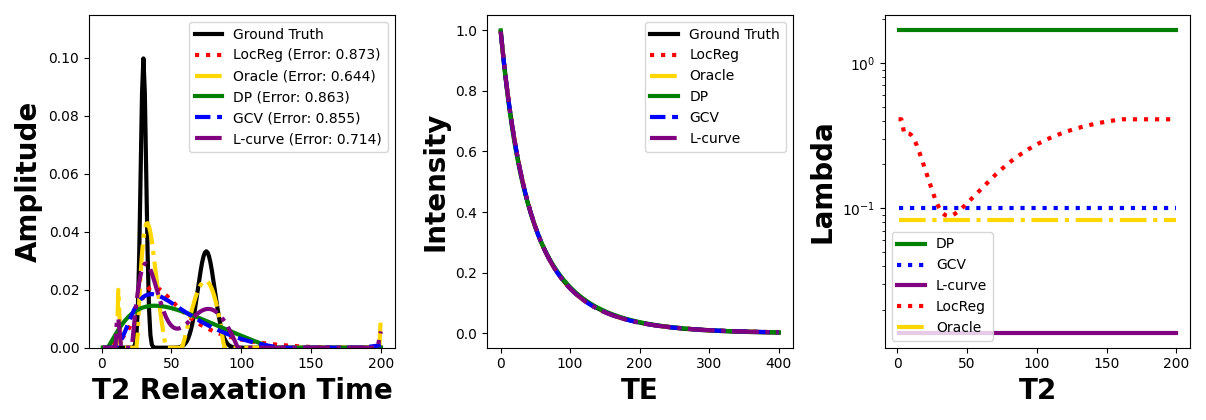 Amplitude
0.10
0.08
0.06
0.04
0.02
0.00
Ground Truth
LocReg (Error: 0.873)
Oracle (Error: 0.644)
DP (Error: 0.863)
GCV (Error: 0.855)
L-curve (Error: 0.714)
0 50 100 150 200
T2 Relaxation Time
Intensity
1.0
0.8
0.6
0.4
0.2
0.0
Ground Truth
LocReg
Oracle
DP
GCV
L-curve
0 100 200 300 400
TE
Lambda
10⁰
10⁻¹
DP
GCV
L-curve
LocReg
Oracle
0 50 100 150 200
T2